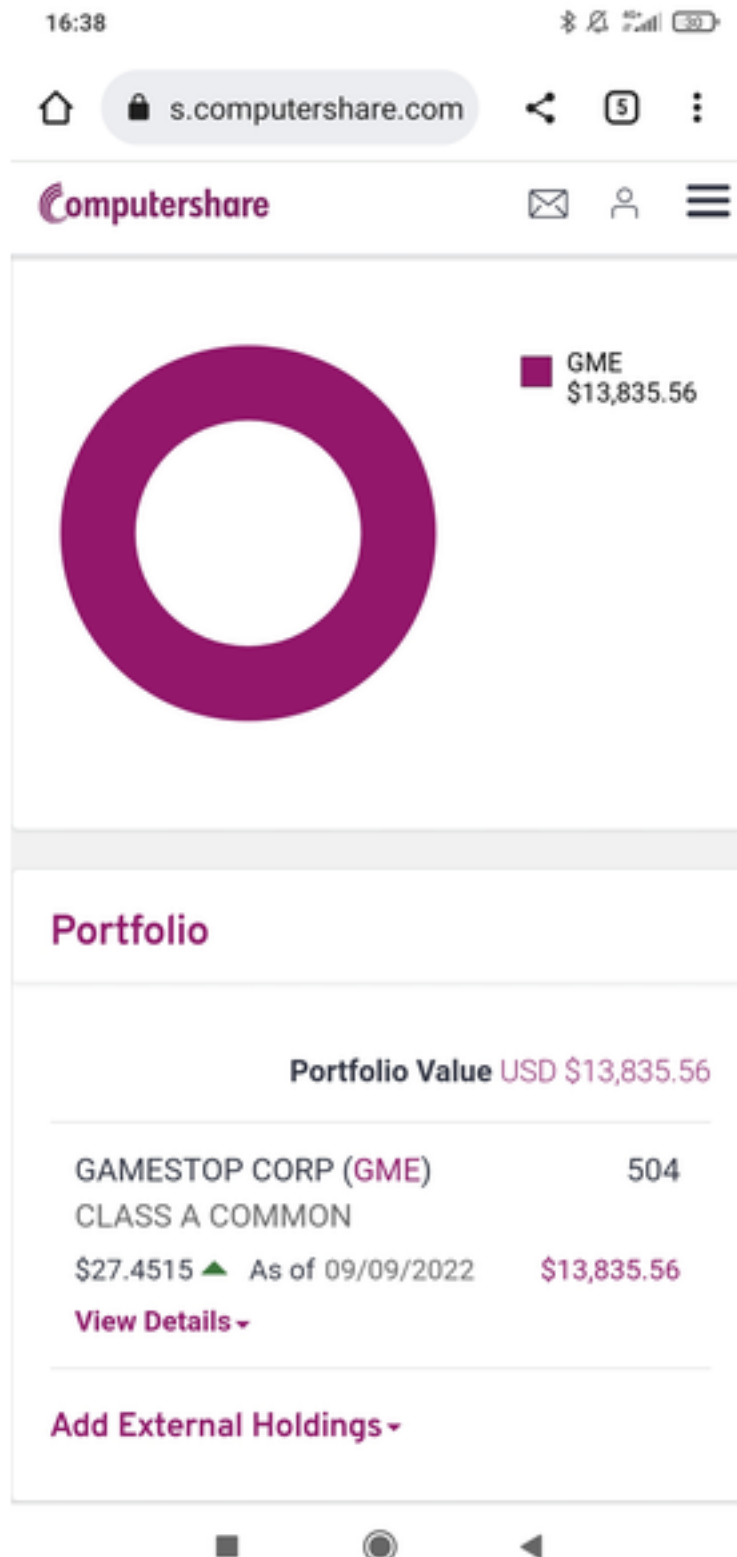 16:38
30
s.computershare.com
5
Computershare
GME
$13,835.56
Portfolio
Portfolio Value USD $13,835.56
GAMESTOP CORP (GME) 504
CLASS A COMMON
$27.4515 As of 09/09/2022 $13,835.56
View Details
Add External Holdings